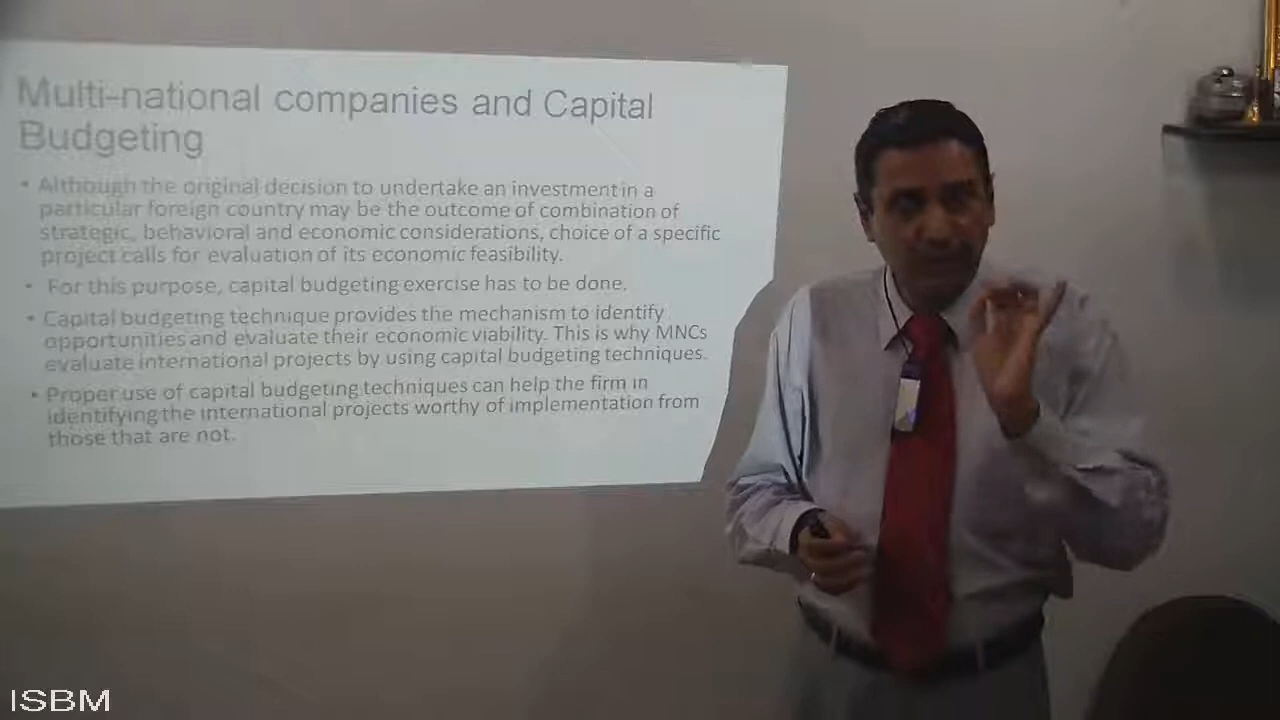 Multi-national companies and Capital
Budgeting
• Although the original decision to undertake an investment in a
particular foreign country may be the outcome of combination of
strategic, behavioral and economic considerations, choice of a specific
project calls for evaluation of its economic feasibility.
• For this purpose, capital budgeting exercise has to be done.
• Capital budgeting technique provides the mechanism to identify
opportunities and evaluate their economic viability. This is why MNCs
evaluate international projects by using capital budgeting techniques.
• Proper use of capital budgeting techniques can help the firm in
identifying the international projects worthy of implementation from
those that are not.
ISBM